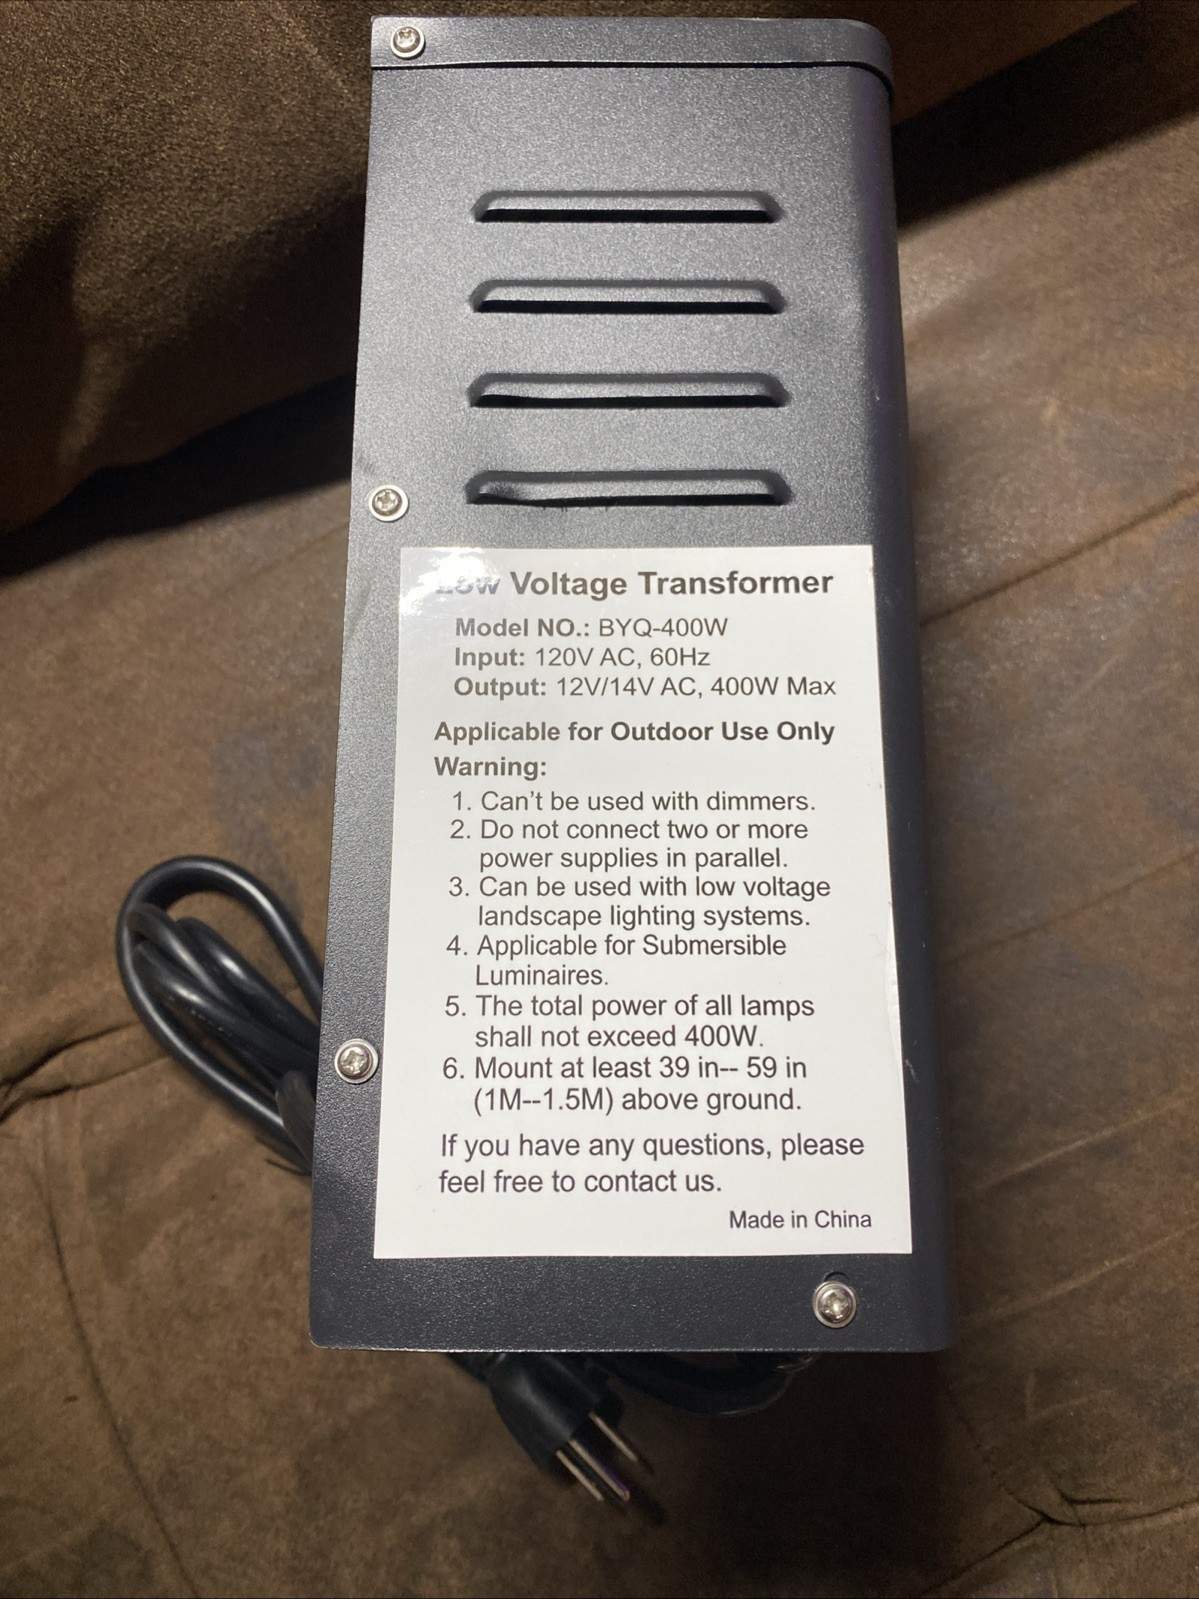 Low Voltage Transformer
Model NO.: BYQ-400W
Input: 120V AC, 60Hz
Output: 12V/14V AC, 400W Max
Applicable for Outdoor Use Only
Warning:
1. Can't be used with dimmers.
2. Do not connect two or more
power supplies in parallel.
3. Can be used with low voltage
landscape lighting systems.
4. Applicable for Submersible
Luminaires.
5. The total power of all lamps
shall not exceed 400W.
6. Mount at least 39 in-- 59 in
(1M--1.5M) above ground.
If you have any questions, please
feel free to contact us.
Made in China